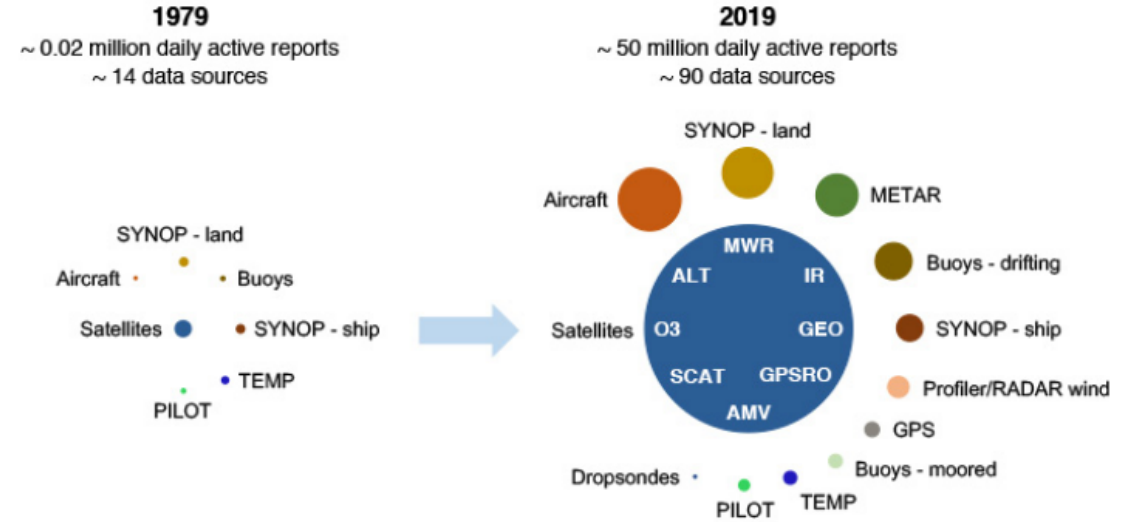 1979
~ 0.02 million daily active reports
~ 14 data sources
SYNOP - land
Aircraft
Buoys
Satellites
SYNOP - ship
TEMP
PILOT
2019
~ 50 million daily active reports
~ 90 data sources
SYNOP - land
Aircraft
METAR
MWR
ALT
IR
Buoys - drifting
Satellites
O3
GEO
SYNOP - ship
SCAT
GPSRO
Profiler/RADAR wind
AMV
GPS
Buoys - moored
Dropsondes
TEMP
PILOT